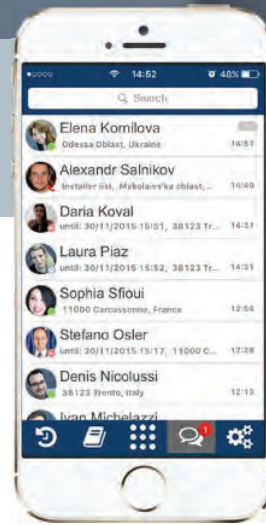 14:52
48%
Search
Elena Kornilova
Odessa Oblast, Ukraine 14:51
Alexandr Salnikov
Installer list, Mykolaivs'ka oblast,... 14:49
Daria Koval
until: 30/11/2015 15:51, 38123 Tr... 14:31
Laura Piaz
until: 30/11/2015 15:52, 38123 Tr... 14:31
Sophia Sfioui
11000 Carcassonne, France 12:54
Stefano Osler
until: 30/11/2015 15:17, 11000 C...
Denis Nicolussi
38123 Trento, Italy 12:13
Ivan Michelazzi
1